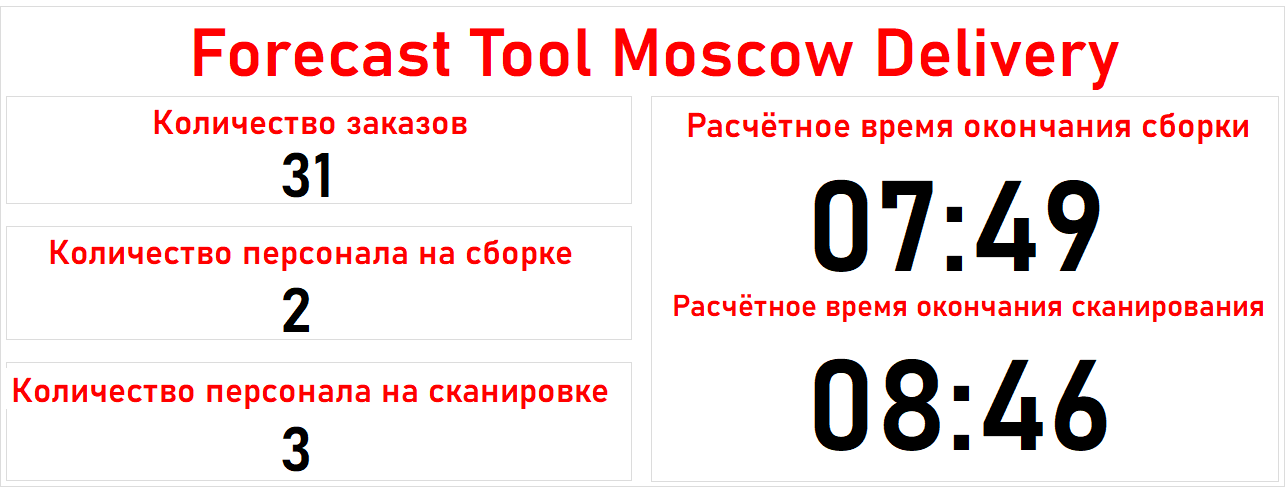 Forecast Tool Moscow Delivery
Количество заказов
31
Количество персонала на сборке
2
Количество персонала на сканировке
3
Расчётное время окончания сборки
07:49
Расчётное время окончания сканирования
08:46